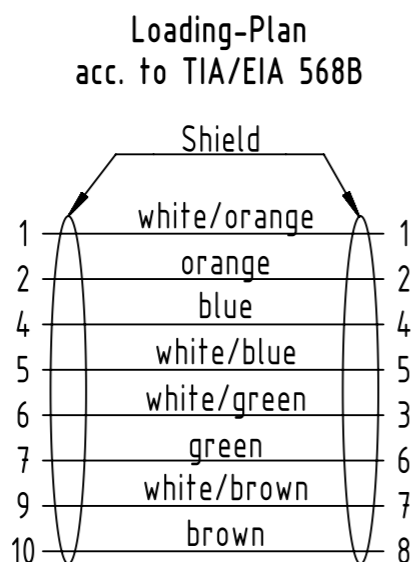 Loading-Plan
acc. to TIA/EIA 568B
Shield
1 white/orange 1
2 orange 2
4 blue 4
5 white/blue 5
6 white/green 3
7 green 6
9 white/brown 7
10 brown 8